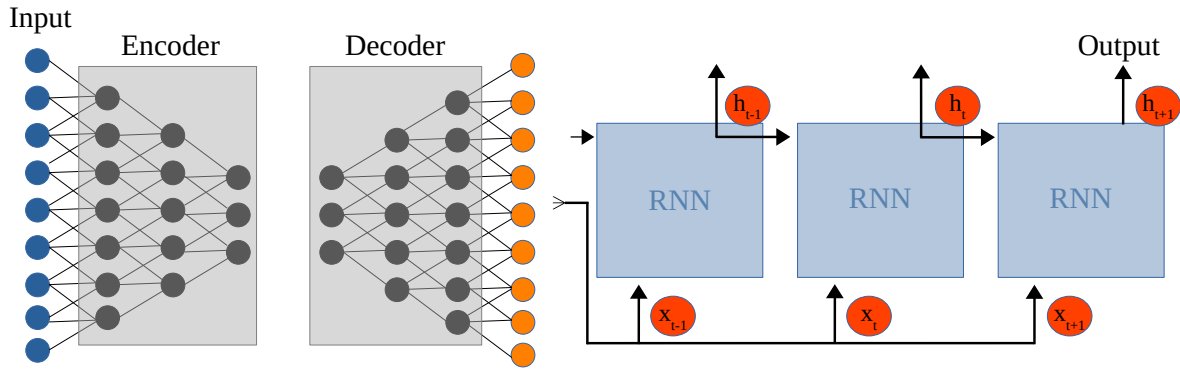 Input
Encoder
Decoder
Output
h t-1
h t
h t+1
RNN
RNN
RNN
x t-1
x t
x t+1